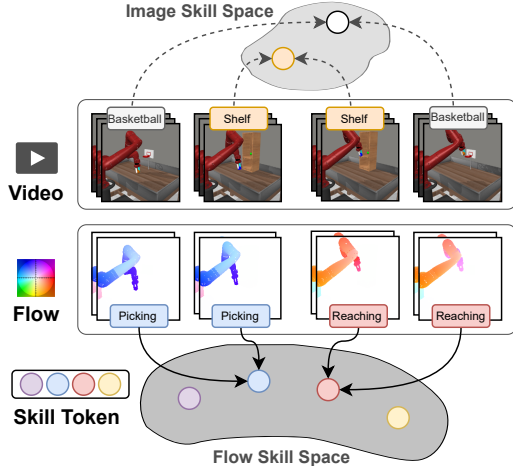 Image Skill Space
Basketball
Shelf
Shelf
Basketball
Video
Flow
Picking
Picking
Reaching
Reaching
Skill Token
Flow Skill Space